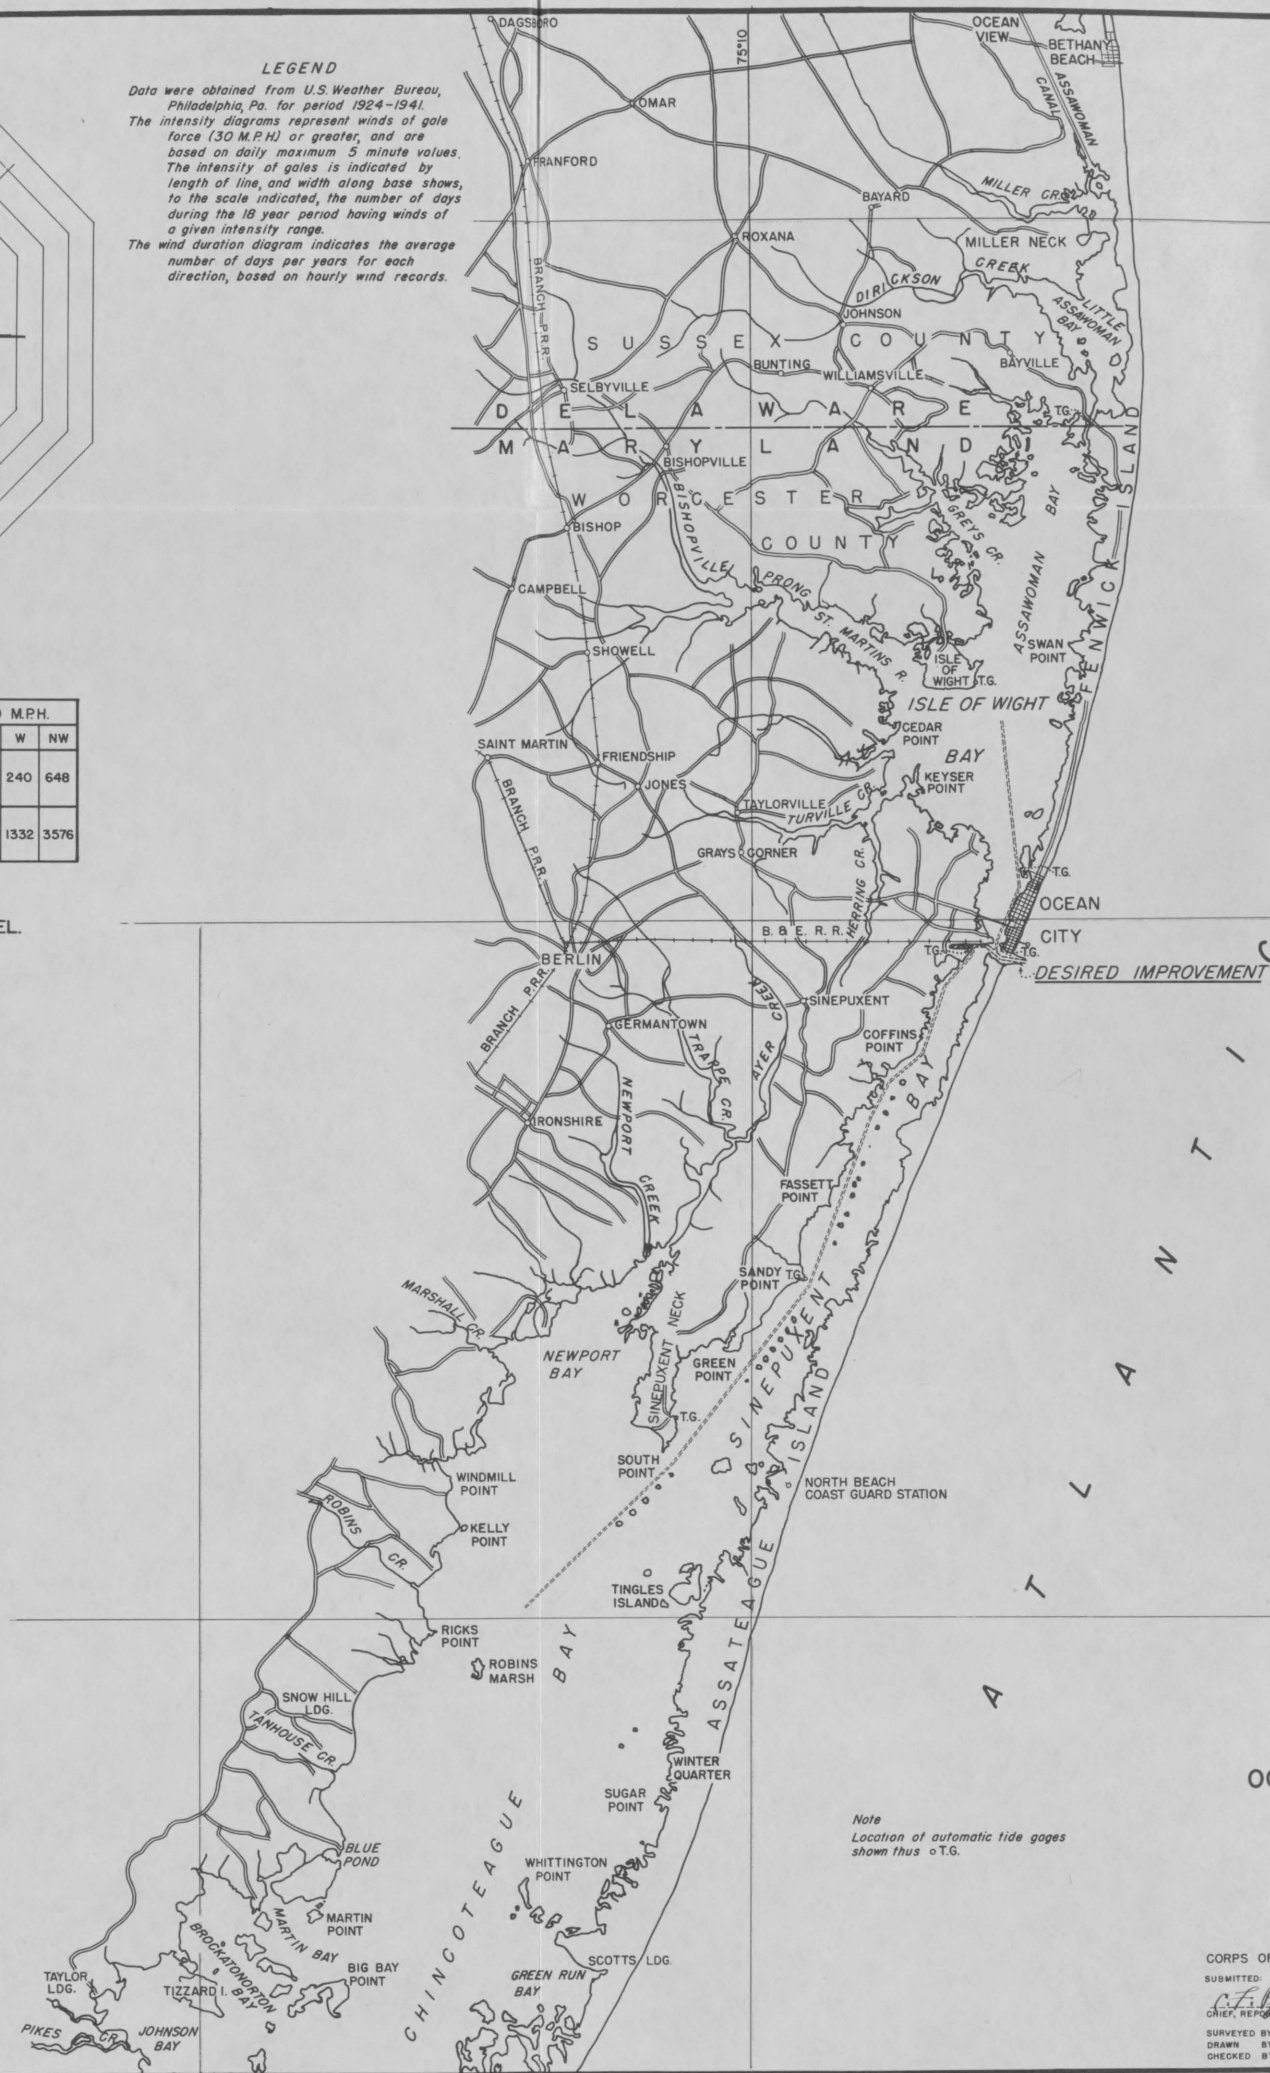 DAGSBORO
OCEAN
VIEW
BETHANY
BEACH
75°10
LEGEND
Data were obtained from U.S. Weather Bureau,
Philadelphia, Pa. for period 1924-1941.
The intensity diagrams represent winds of gale
force (30 M.P.H.) or greater, and are
based on daily maximum 5 minute values.
The intensity of gales is indicated by
length of line, and width along base shows,
to the scale indicated, the number of days
during the 18 year period having winds of
a given intensity range.
The wind duration diagram indicates the average
number of days per years for each
direction, based on hourly wind records.
OMAR
ASSAWOMAN
CANAL
FRANFORD
MILLER CR.
BAYARD
ROXANA
MILLER NECK
BRANCH P.R.R.
DIRICKSON
CREEK
LITTLE
ASSAWOMAN
BAY
JOHNSON
SUSSEX COUNTY
BUNTING
WILLIAMSVILLE
BAYVILLE
SELBYVILLE
DELAWARE
T.G.
MARYLAND
BISHOPVILLE
WORCESTER
COUNTY
BISHOP
BISHOPVILLE
PRONG
GREYS CR.
ASSAWOMAN
BAY
FENWICK ISLAND
CAMPBELL
ST. MARTINS R.
SHOWELL
ISLE
OF
WIGHT T.G.
SWAN
POINT
ISLE OF WIGHT
BAY
M.P.H.
W NW
240 648
1332 3576
CEDAR
POINT
SAINT MARTIN
FRIENDSHIP
JONES
KEYSER
POINT
BRANCH P.R.R.
TAYLORVILLE
TURVILLE CR.
GRAYS CORNER
HERRING CR.
T.G.
OCEAN
CITY
EL.
B. & E. R. R.
T.G.
T.G.
BERLIN
DESIRED IMPROVEMENT
BRANCH P.R.R.
SINEPUXENT
GERMANTOWN
AYER
CREEK
COFFINS
POINT
TRAPPE CR.
NEWPORT
CREEK
IRONSHIRE
FASSETT
POINT
SANDY T.G.
POINT
SINEPUXENT
BAY
MARSHALL CR.
NEWPORT
BAY
SINEPUXENT
NECK
GREEN
POINT
T.G.
SOUTH
POINT
WINDMILL
POINT
NORTH BEACH
COAST GUARD STATION
ROBINS
CR.
KELLY
POINT
TINGLES
ISLAND
ASSATEAGUE ISLAND
ATLANTIC
RICKS
POINT
ROBINS
MARSH
SNOW HILL
LDG.
TANHOUSE CR.
WINTER
QUARTER
SUGAR
POINT
CHINCOTEAGUE
BAY
OC
Note
Location of automatic tide gages
shown thus o T.G.
BLUE
POND
WHITTINGTON
POINT
MARTIN
POINT
MARTIN BAY
BROCKATONORTON
BAY
BIG BAY
POINT
SCOTTS LDG.
GREEN RUN
BAY
TAYLOR
LDG.
TIZZARD I.
PIKES CR.
JOHNSON
BAY
CORPS OF
SUBMITTED:
CHIEF, REPO
SURVEYED BY
DRAWN BY
CHECKED BY